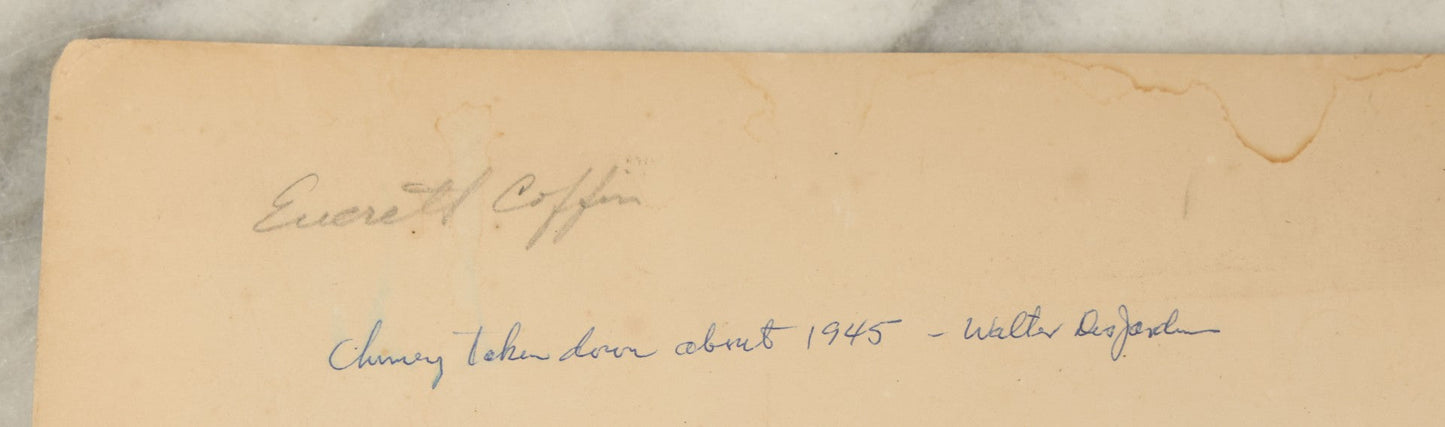 Everett Coffin
Chimney taken down about 1945 - Walter DesJardins